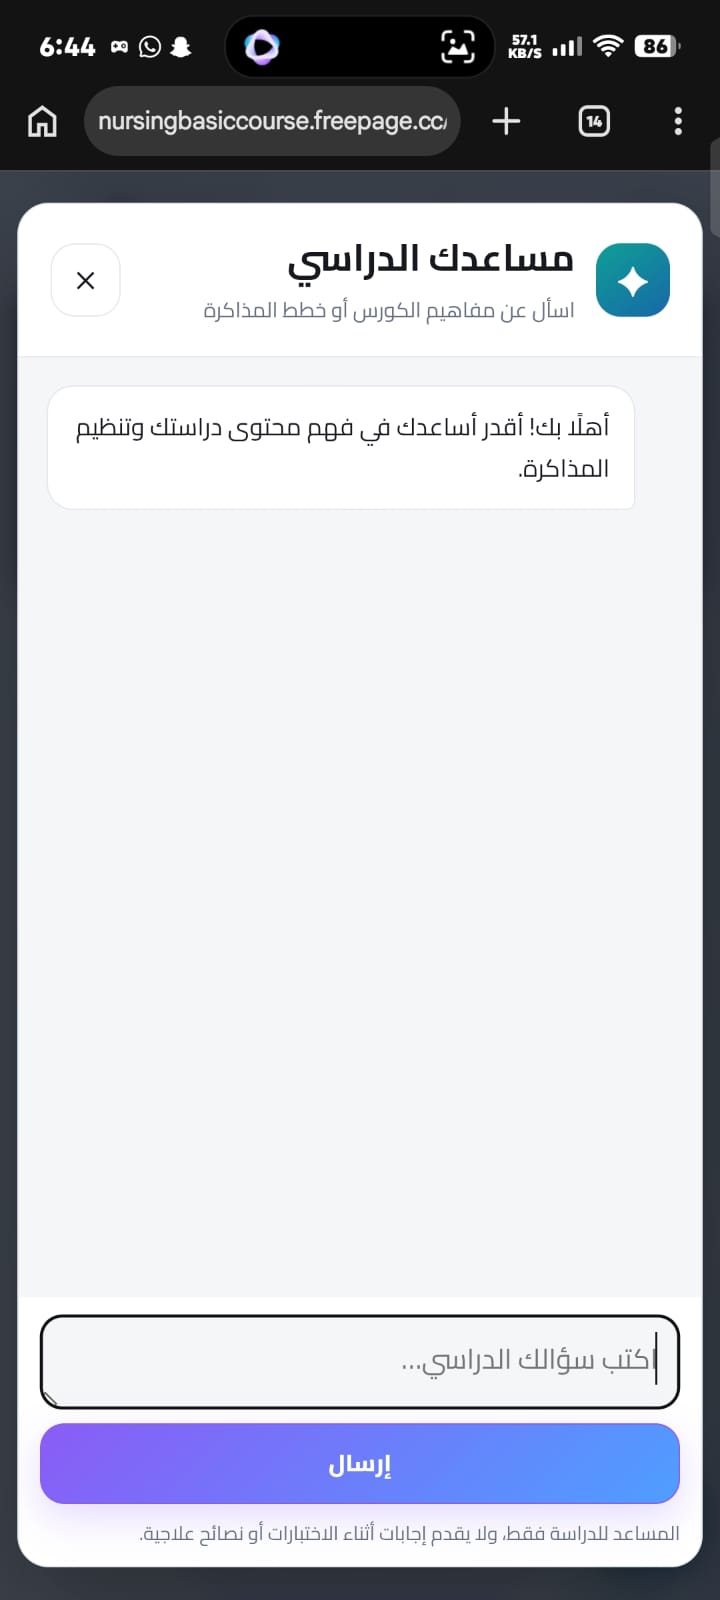 6:44
57.1
KB/S
86
nursingbasiccourse.freepage.cc/
14
مساعدك الدراسي
اسأل عن مفاهيم الكورس أو خطط المذاكرة
أهلًا بك! أقدر أساعدك في فهم محتوى دراستك وتنظيم
المذاكرة.
اكتب سؤالك الدراسي...
إرسال
المساعد للدراسة فقط، ولا يقدم إجابات أثناء الاختبارات أو نصائح علاجية.